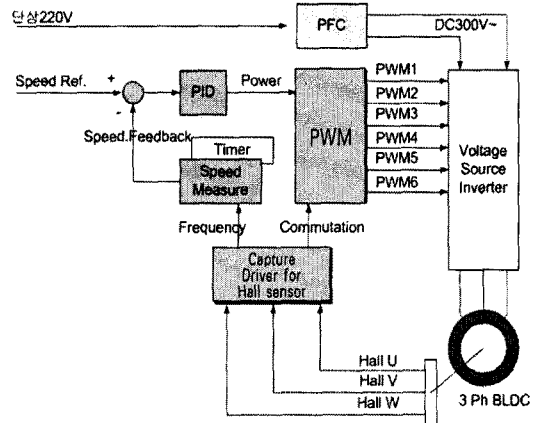 단상220V
PFC
DC300V~
Speed Ref.
+
PID
Power
PWM
PWM1
PWM2
PWM3
PWM4
PWM5
PWM6
Voltage
Source
Inverter
-
Speed.Feedback
Timer
Speed
Measure
Frequency
Commutation
Capture
Driver for
Hall sensor
Hall U
Hall V
Hall W
3 Ph BLDC